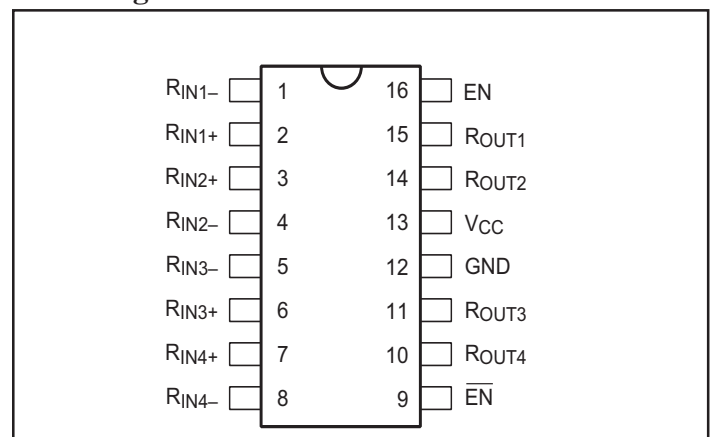 RIN1– 1 16 EN
RIN1+ 2 15 ROUT1
RIN2+ 3 14 ROUT2
RIN2– 4 13 VCC
RIN3– 5 12 GND
RIN3+ 6 11 ROUT3
RIN4+ 7 10 ROUT4
RIN4– 8 9 E̅N̅